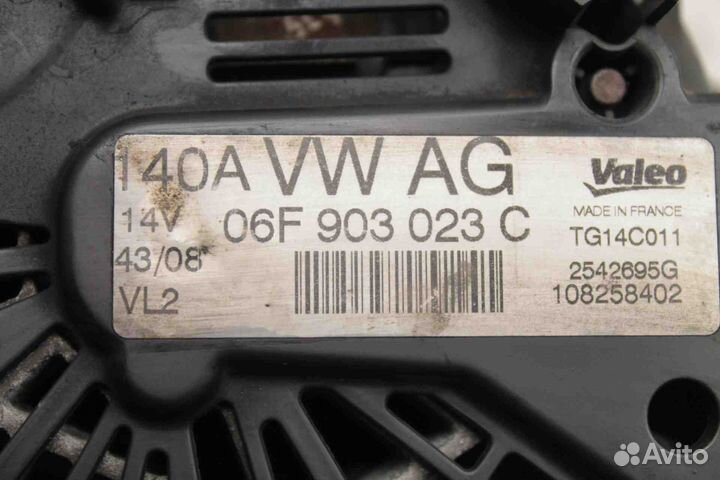 140A VW AG
Valeo
MADE IN FRANCE
14V 06F 903 023 C
TG14C011
43/08
2542695G
VL2
108258402
Avito